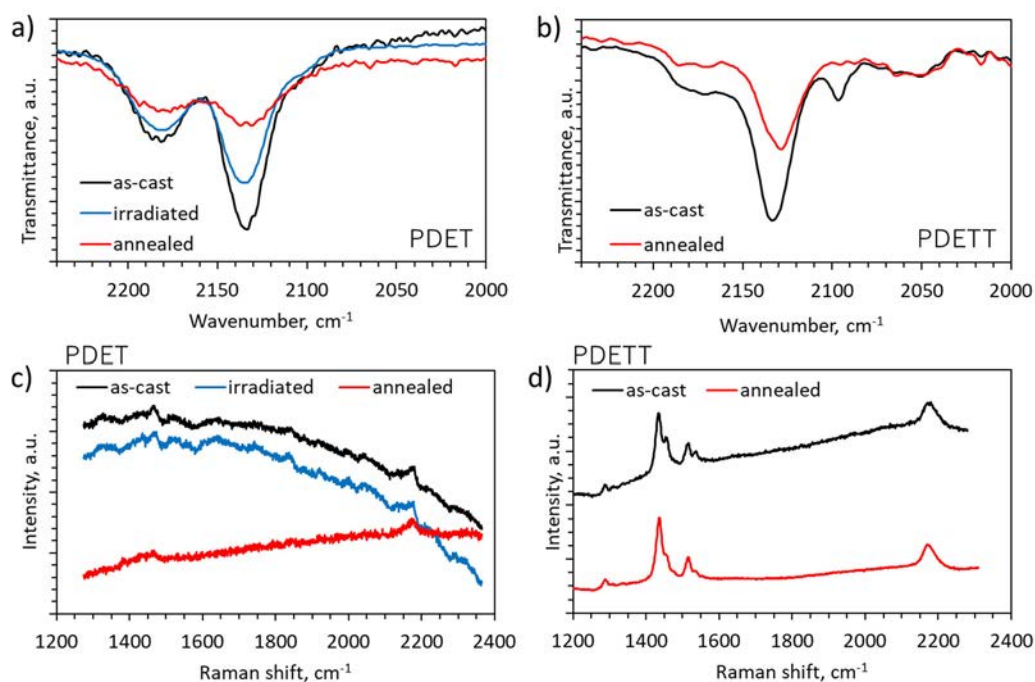 a)
Transmittance, a.u.
as-cast
irradiated
annealed
PDET
2200 2150 2100 2050 2000
Wavenumber, cm⁻¹
b)
Transmittance, a.u.
as-cast
annealed
PDETT
2200 2150 2100 2050 2000
Wavenumber, cm⁻¹
PDET
c)
as-cast irradiated annealed
Intensity, a.u.
1200 1400 1600 1800 2000 2200 2400
Raman shift, cm⁻¹
PDETT
d)
as-cast annealed
Intensity, a.u.
1200 1400 1600 1800 2000 2200 2400
Raman shift, cm⁻¹